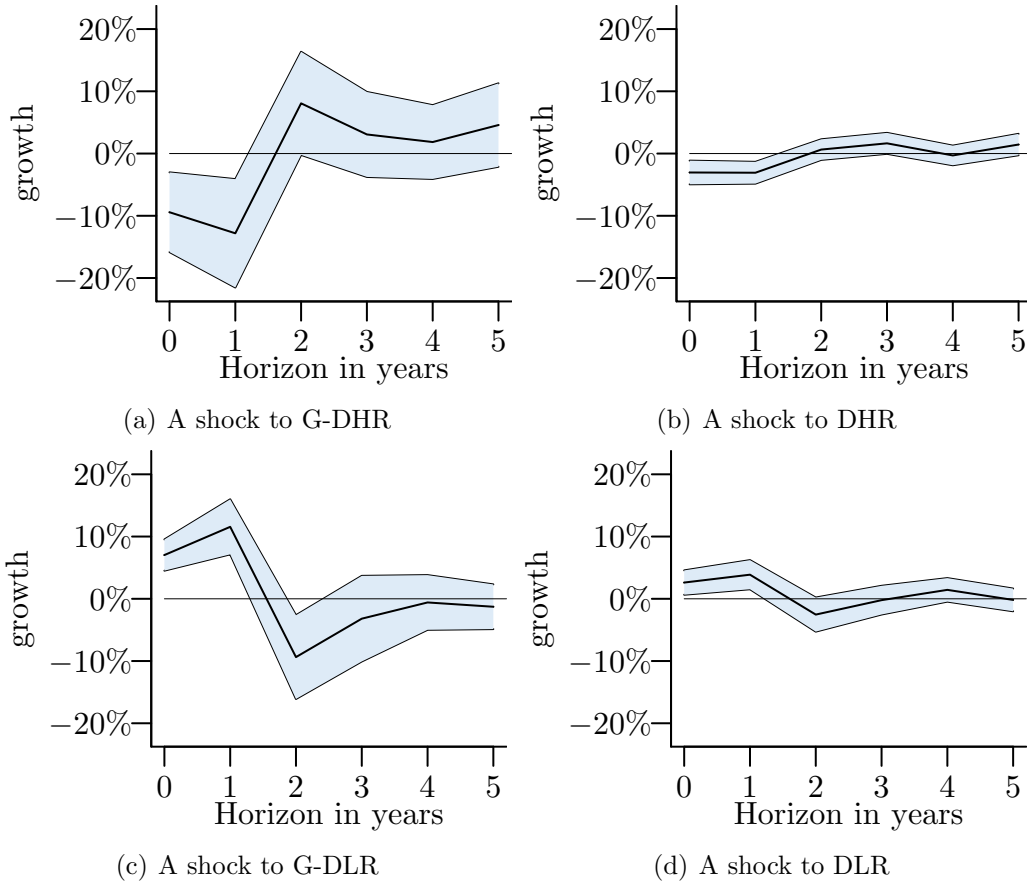 20%
10%
0%
−10%
−20%
growth
0 1 2 3 4 5
Horizon in years
(a) A shock to G-DHR
20%
10%
0%
−10%
−20%
growth
0 1 2 3 4 5
Horizon in years
(b) A shock to DHR
20%
10%
0%
−10%
−20%
growth
0 1 2 3 4 5
Horizon in years
(c) A shock to G-DLR
20%
10%
0%
−10%
−20%
growth
0 1 2 3 4 5
Horizon in years
(d) A shock to DLR